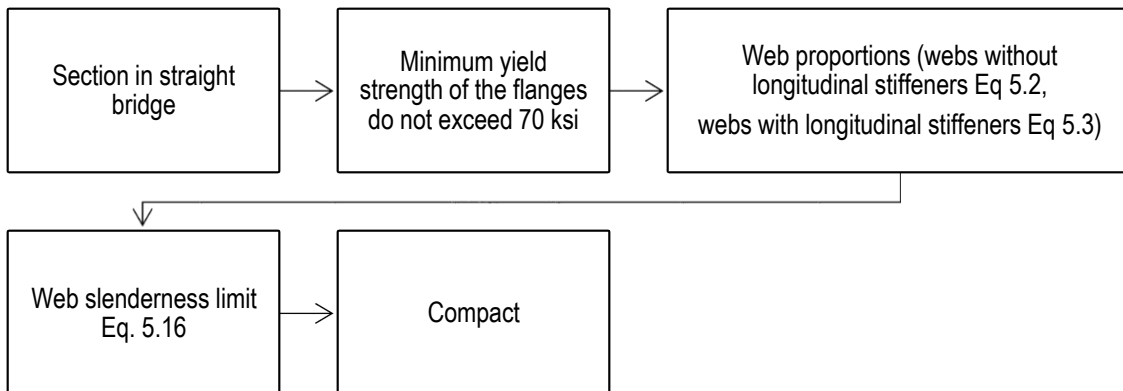 Section in straight
bridge
Minimum yield
strength of the flanges
do not exceed 70 ksi
Web proportions (webs without
longitudinal stiffeners Eq 5.2,
webs with longitudinal stiffeners Eq 5.3)
Web slenderness limit
Eq. 5.16
Compact